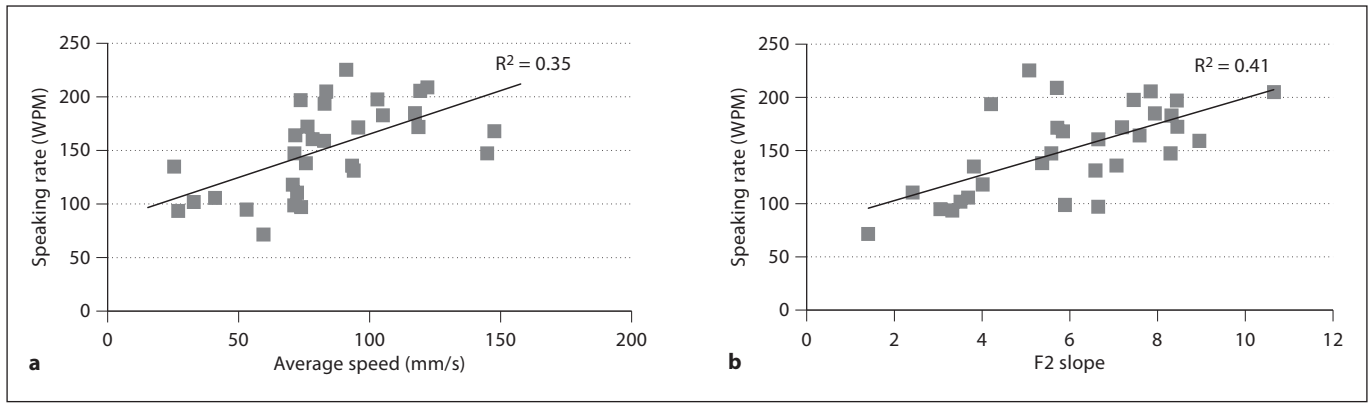 250
200
150
100
50
0
Speaking rate (WPM)
R² = 0.35
0 50 100 150 200
Average speed (mm/s)
a
250
200
150
100
50
0
Speaking rate (WPM)
R² = 0.41
0 2 4 6 8 10 12
F2 slope
b